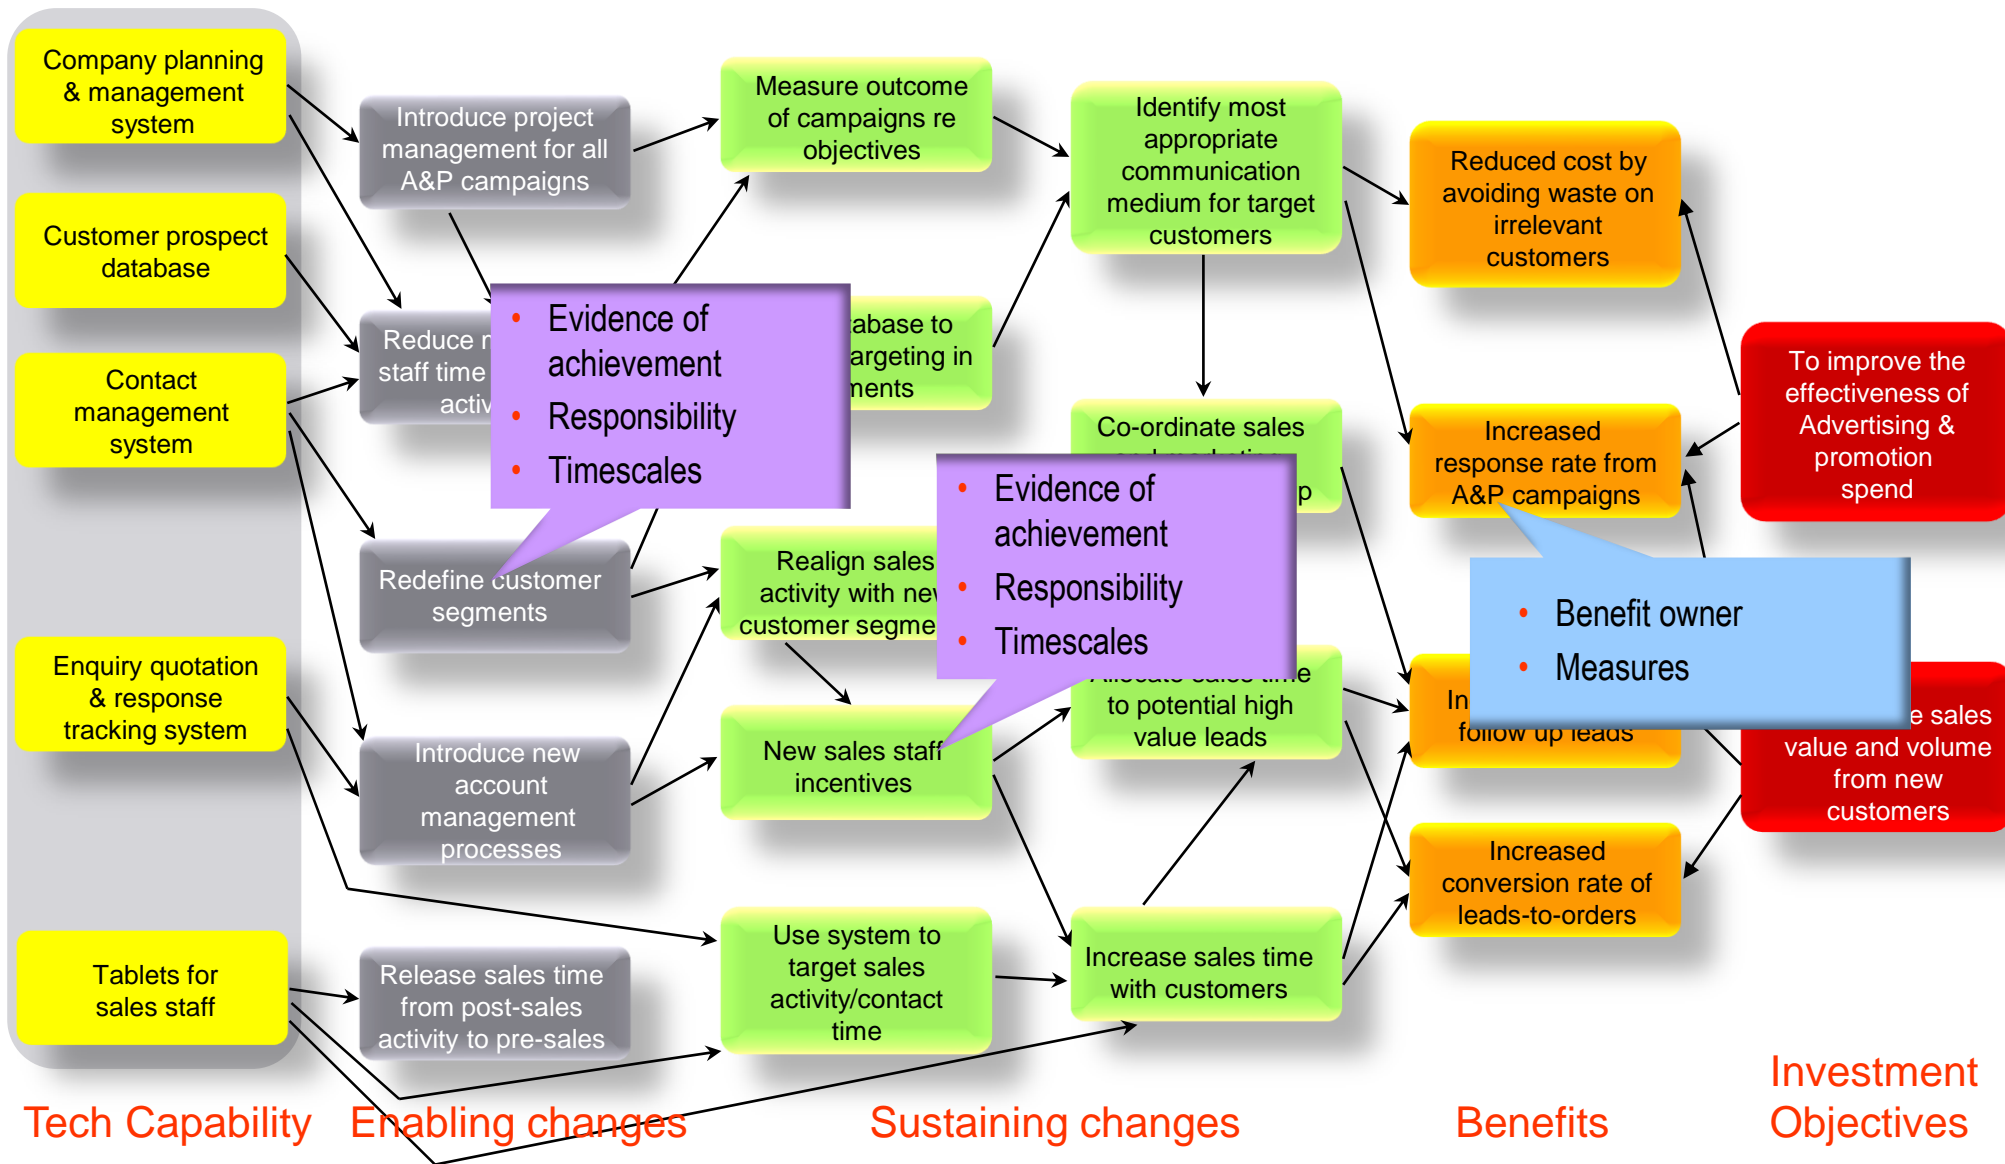 Company planning
& management
system
Customer prospect
database
Contact
management
system
Enquiry quotation
& response
tracking system
Tablets for
sales staff
Introduce project
management for all
A&P campaigns
Reduce
staff time
Redefine customer
segments
Introduce new
account
management
processes
Release sales time
from post-sales
activity to pre-sales
Measure outcome
of campaigns re
objectives
to
in
Realign sales
activity with new
customer
New sales staff
incentives
Use system to
target sales
activity/contact
time
• Evidence of
achievement
• Responsibility
• Timescales
Identify most
appropriate
communication
medium for target
customers
Co-ordinate sales
and marketing
• Evidence of
achievement
• Responsibility
• Timescales
Allocate sales time
to potential high
value leads
Increase sales time
with customers
Reduced cost by
avoiding waste on
irrelevant
customers
Increased
response rate from
A&P campaigns
• Benefit owner
• Measures
follow up leads
Increased
conversion rate of
leads-to-orders
To improve the
effectiveness of
Advertising &
promotion
spend
sales
value and volume
from new
customers
Tech Capability
Enabling changes
Sustaining changes
Benefits
Investment
Objectives